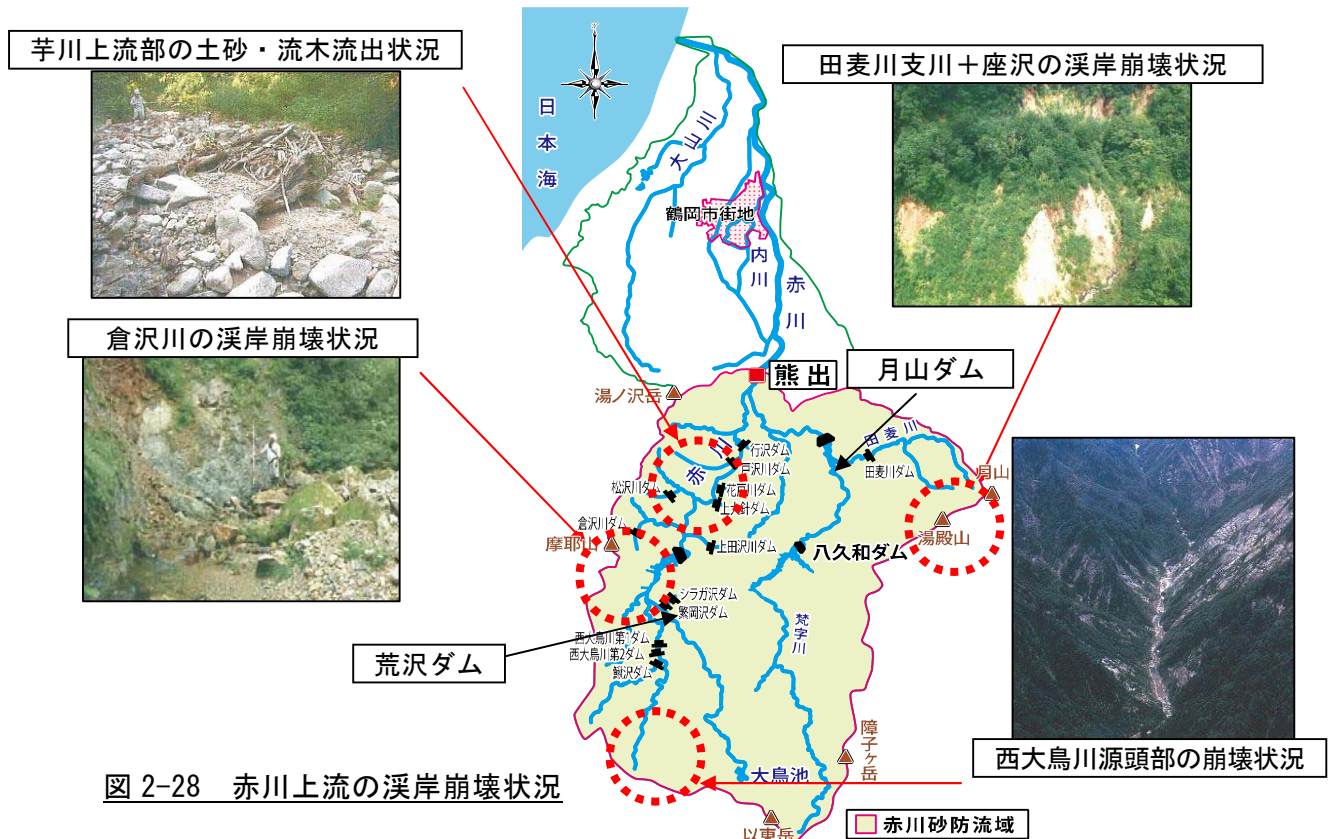 芋川上流部の土砂・流木流出状況
田麦川支川＋座沢の溪岸崩壊状況
日本海
大山川
鶴岡市街地
内川
赤川
倉沢川の溪岸崩壊状況
熊出
月山ダム
湯ノ沢岳
赤川
行沢ダム
戸沢川ダム
花戸川ダム
上大針ダム
松沢川ダム
倉沢川ダム
摩耶山
上田沢川ダム
田麦川
田麦川ダム
月山
湯殿山
八久和ダム
シラガ沢ダム
繁岡沢ダム
西大鳥川第1ダム
西大鳥川第2ダム
鍬沢ダム
荒沢ダム
梵字川
障子ヶ岳
大鳥池
以東岳
西大鳥川源頭部の崩壊状況
赤川砂防流域
図 2-28　赤川上流の溪岸崩壊状況